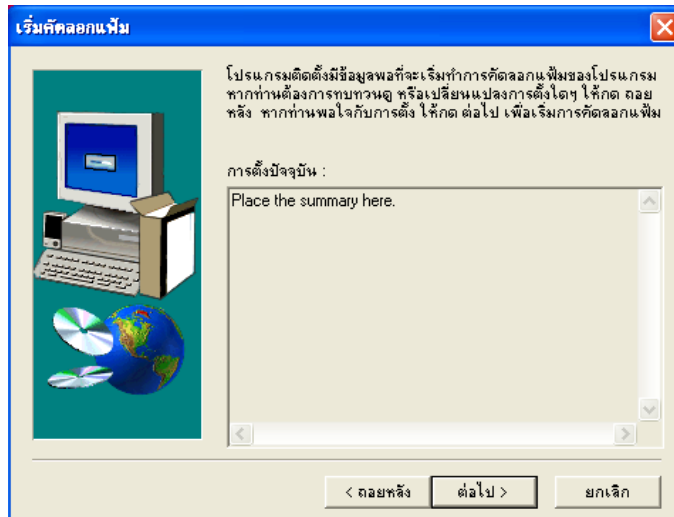 เริ่มคัดลอกแฟ้ม
โปรแกรมติดตั้งมีข้อมูลพอที่จะเริ่มทำการคัดลอกแฟ้มของโปรแกรม
หากท่านต้องการทบทวนดู หรือเปลี่ยนแปลงการตั้งใดๆ ให้กด ถอย
หลัง หากท่านพอใจกับการตั้ง ให้กด ต่อไป เพื่อเริ่มการคัดลอกแฟ้ม
การตั้งปัจจุบัน :
Place the summary here.
< ถอยหลัง
ต่อไป >
ยกเลิก